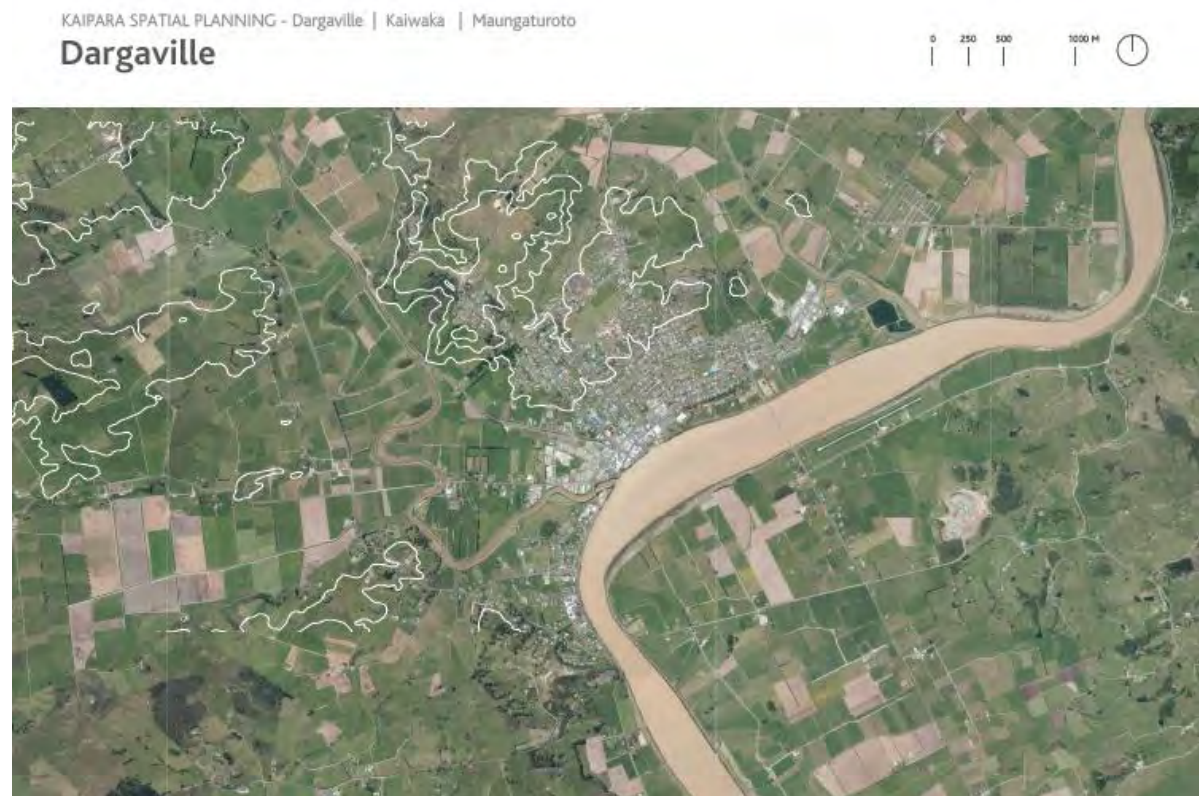 KAIPARA SPATIAL PLANNING - Dargaville | Kaiwaka | Maungaturoto
Dargaville
0 250 500 1000 M